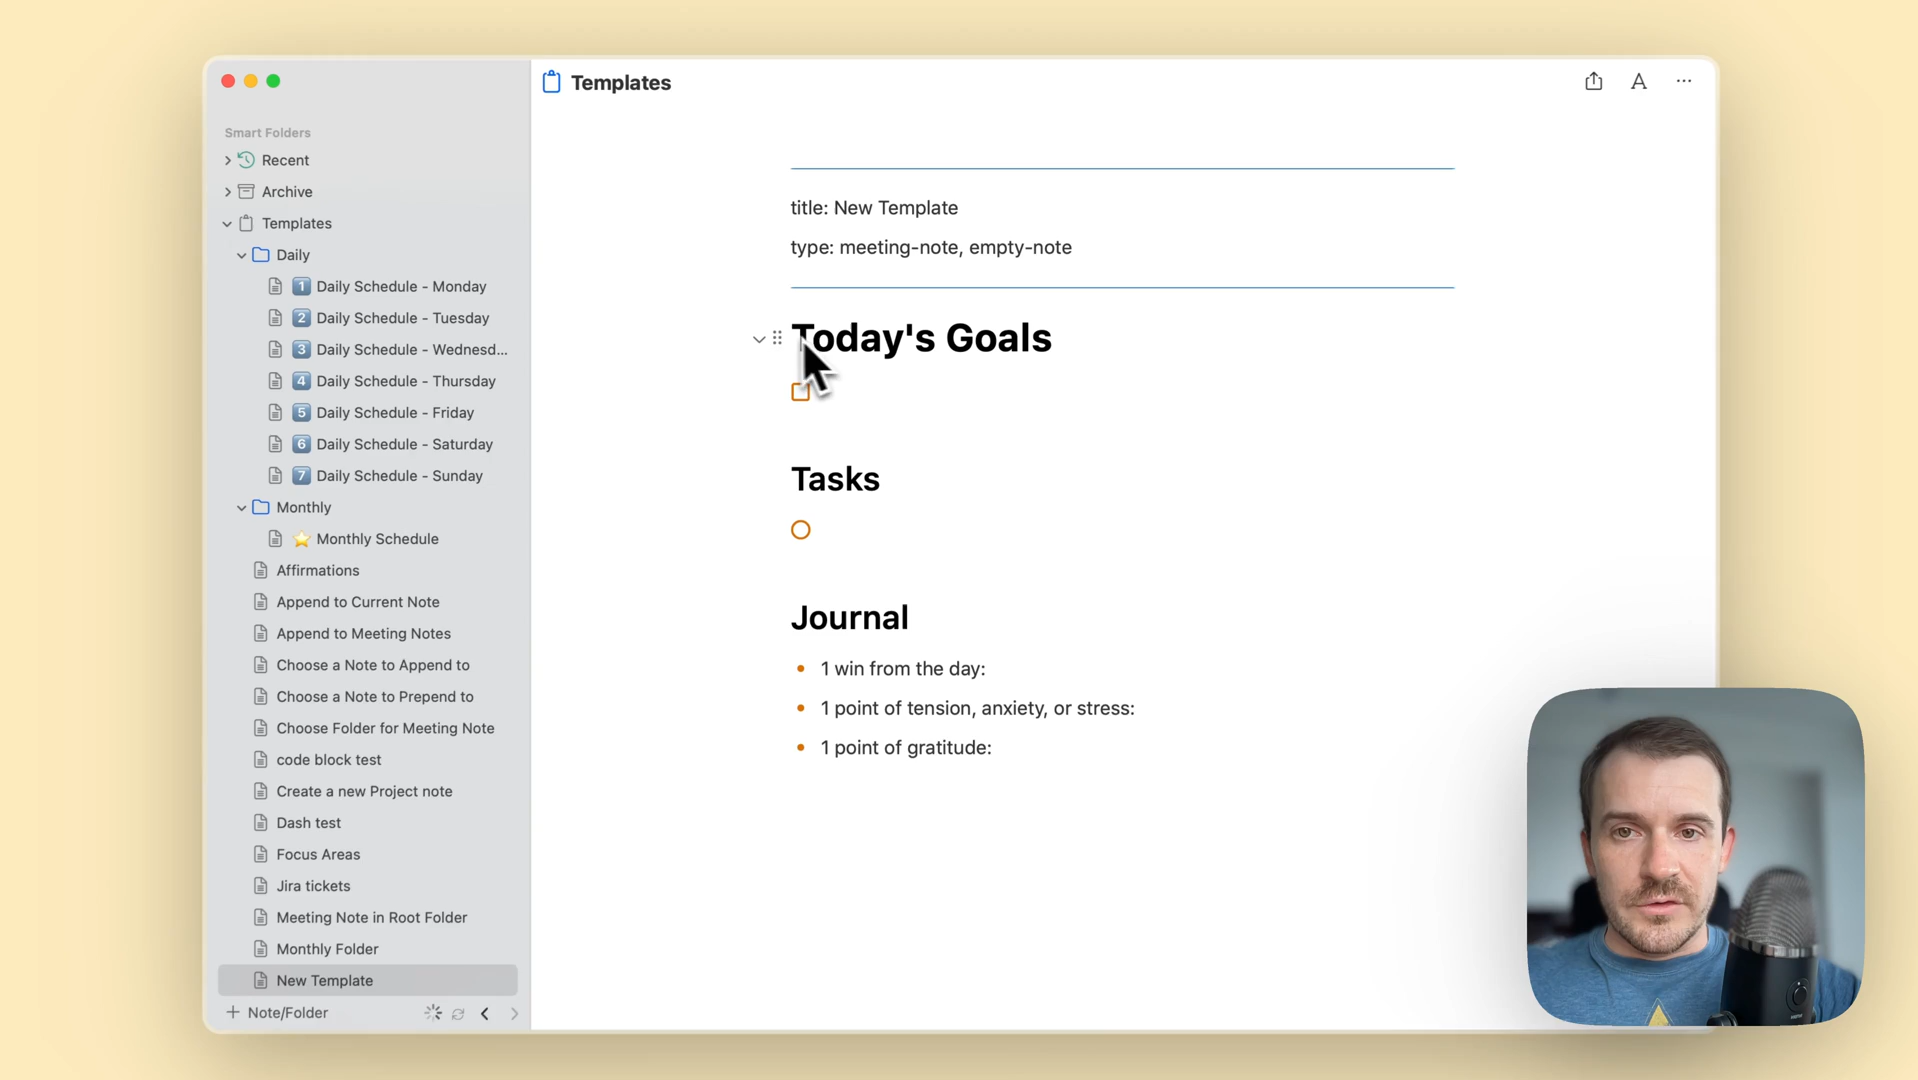 Templates
Smart Folders
Recent
Archive
Templates
Daily
1 Daily Schedule - Monday
2 Daily Schedule - Tuesday
3 Daily Schedule - Wednesd...
4 Daily Schedule - Thursday
5 Daily Schedule - Friday
6 Daily Schedule - Saturday
7 Daily Schedule - Sunday
Monthly
⭐ Monthly Schedule
Affirmations
Append to Current Note
Append to Meeting Notes
Choose a Note to Append to
Choose a Note to Prepend to
Choose Folder for Meeting Note
code block test
Create a new Project note
Dash test
Focus Areas
Jira tickets
Meeting Note in Root Folder
Monthly Folder
New Template
+ Note/Folder
title: New Template
type: meeting-note, empty-note
Today's Goals
Tasks
Journal
• 1 win from the day:
• 1 point of tension, anxiety, or stress:
• 1 point of gratitude: